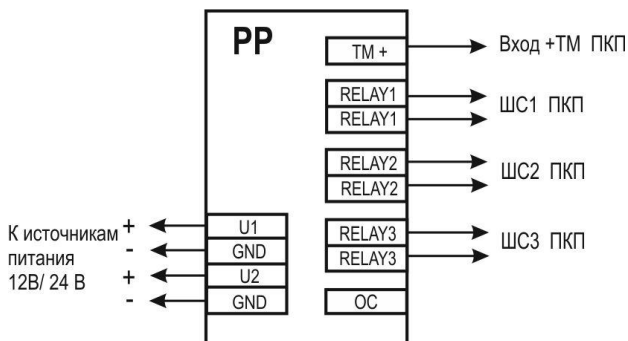 РР
ТМ +
Вход +ТМ ПКП
RELAY1
RELAY1
ШС1 ПКП
RELAY2
RELAY2
ШС2 ПКП
RELAY3
RELAY3
ШС3 ПКП
ОС
К источникам
питания
12В/ 24 В
+
-
+
-
U1
GND
U2
GND